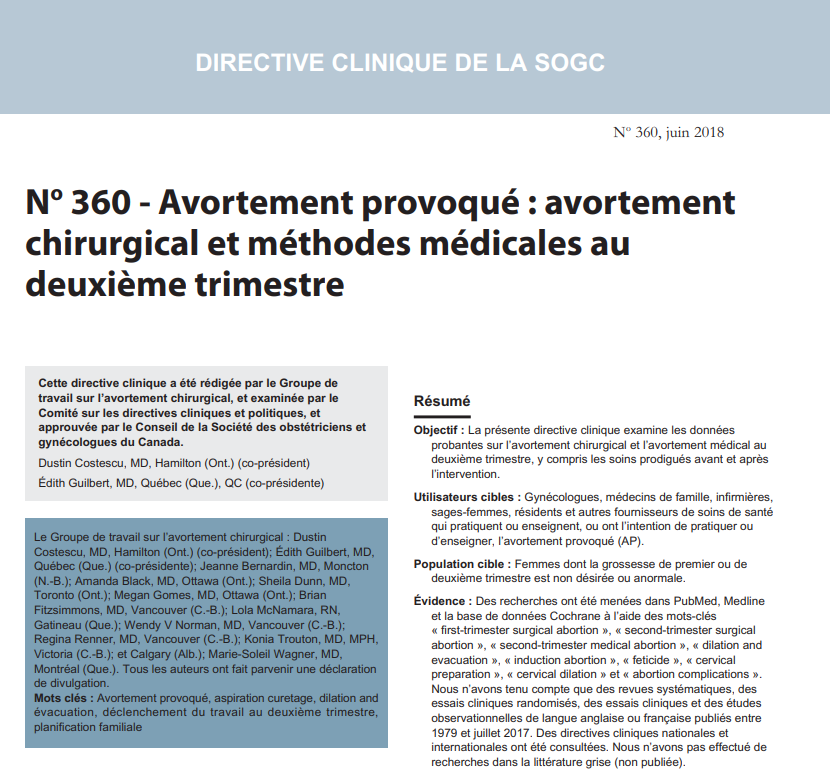 DIRECTIVE CLINIQUE DE LA SOGC
Nº 360, juin 2018
Nº 360 - Avortement provoqué : avortement
chirurgical et méthodes médicales au
deuxième trimestre
Cette directive clinique a été rédigée par le Groupe de
travail sur l’avortement chirurgical, et examinée par le
Comité sur les directives cliniques et politiques, et
approuvée par le Conseil de la Société des obstétriciens et
gynécologues du Canada.
Dustin Costescu, MD, Hamilton (Ont.) (co-président)
Édith Guilbert, MD, Québec (Que.), QC (co-présidente)
Le Groupe de travail sur l’avortement chirurgical : Dustin
Costescu, MD, Hamilton (Ont.) (co-président); Édith Guilbert, MD,
Québec (Que.) (co-présidente); Jeanne Bernardin, MD, Moncton
(N.-B.); Amanda Black, MD, Ottawa (Ont.); Sheila Dunn, MD,
Toronto (Ont.); Megan Gomes, MD, Ottawa (Ont.); Brian
Fitzsimmons, MD, Vancouver (C.-B.); Lola McNamara, RN,
Gatineau (Que.); Wendy V Norman, MD, Vancouver (C.-B.);
Regina Renner, MD, Vancouver (C.-B.); Konia Trouton, MD, MPH,
Victoria (C.-B.); et Calgary (Alb.); Marie-Soleil Wagner, MD,
Montréal (Que.). Tous les auteurs ont fait parvenir une déclaration
de divulgation.
Mots clés : Avortement provoqué, aspiration curetage, dilation and
évacuation, déclenchement du travail au deuxième trimestre,
planification familiale
Résumé
Objectif : La présente directive clinique examine les données
probantes sur l’avortement chirurgical et l’avortement médical au
deuxième trimestre, y compris les soins prodigués avant et après
l’intervention.
Utilisateurs cibles : Gynécologues, médecins de famille, infirmières,
sages-femmes, résidents et autres fournisseurs de soins de santé
qui pratiquent ou enseignent, ou ont l’intention de pratiquer ou
d’enseigner, l’avortement provoqué (AP).
Population cible : Femmes dont la grossesse de premier ou de
deuxième trimestre est non désirée ou anormale.
Évidence : Des recherches ont été menées dans PubMed, Medline
et la base de données Cochrane à l’aide des mots-clés
« first-trimester surgical abortion », « second-trimester surgical
abortion », « second-trimester medical abortion », « dilation and
evacuation », « induction abortion », « feticide », « cervical
preparation », « cervical dilation » et « abortion complications ».
Nous n’avons tenu compte que des revues systématiques, des
essais cliniques randomisés, des essais cliniques et des études
observationnelles de langue anglaise ou française publiés entre
1979 et juillet 2017. Des directives cliniques nationales et
internationales ont été consultées. Nous n’avons pas effectué de
recherches dans la littérature grise (non publiée).